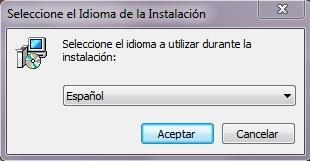 Seleccione el Idioma de la Instalación
Seleccione el idioma a utilizar durante la
instalación:
Español
Aceptar
Cancelar